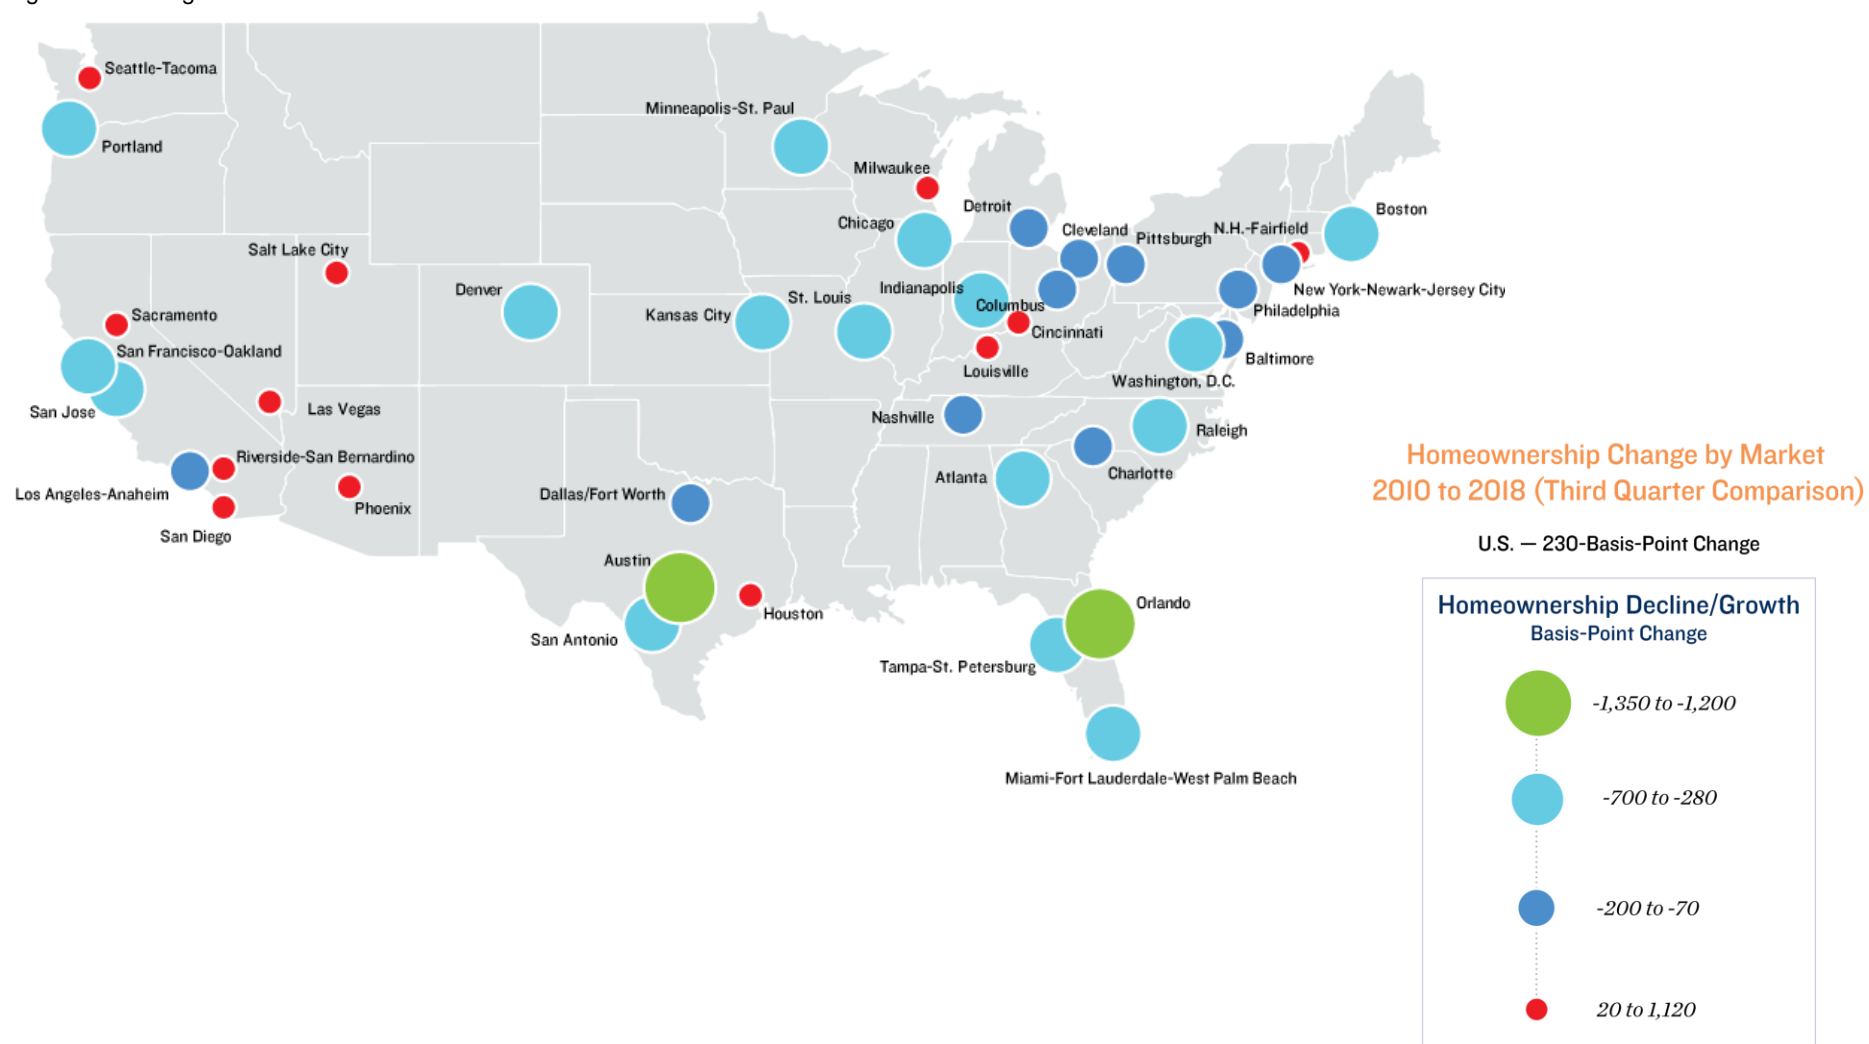 Seattle-Tacoma
Portland
Minneapolis-St. Paul
Milwaukee
Detroit
Chicago
Cleveland
Pittsburgh
N.H.-Fairfield
Boston
Salt Lake City
Denver
Kansas City
St. Louis
Indianapolis
Columbus
Cincinnati
New York-Newark-Jersey City
Philadelphia
Sacramento
San Francisco-Oakland
Baltimore
Louisville
Washington, D.C.
San Jose
Las Vegas
Nashville
Raleigh
Riverside-San Bernardino
Los Angeles-Anaheim
Phoenix
San Diego
Dallas/Fort Worth
Atlanta
Charlotte
Austin
Houston
San Antonio
Orlando
Tampa-St. Petersburg
Miami-Fort Lauderdale-West Palm Beach
Homeownership Change by Market
2010 to 2018 (Third Quarter Comparison)
U.S. — 230-Basis-Point Change
Homeownership Decline/Growth
Basis-Point Change
-1,350 to -1,200
-700 to -280
-200 to -70
20 to 1,120